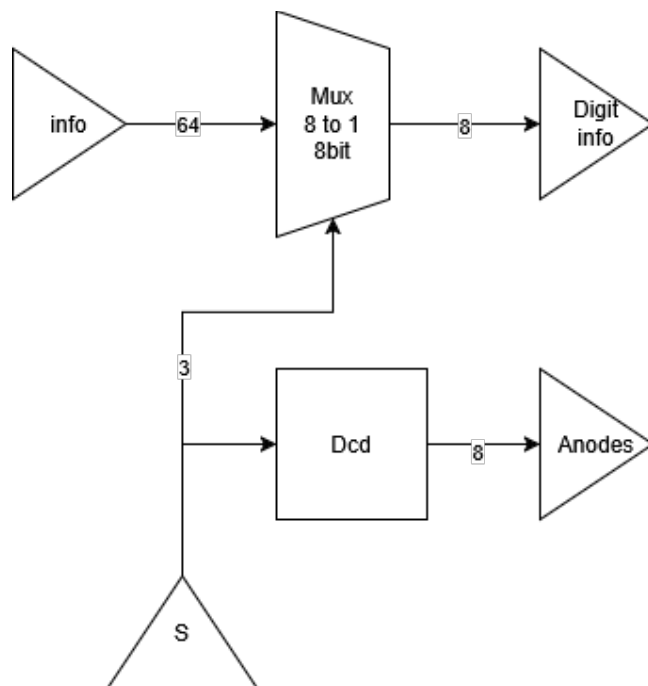 info
64
Mux
8 to 1
8bit
8
Digit
info
3
Dcd
8
Anodes
S